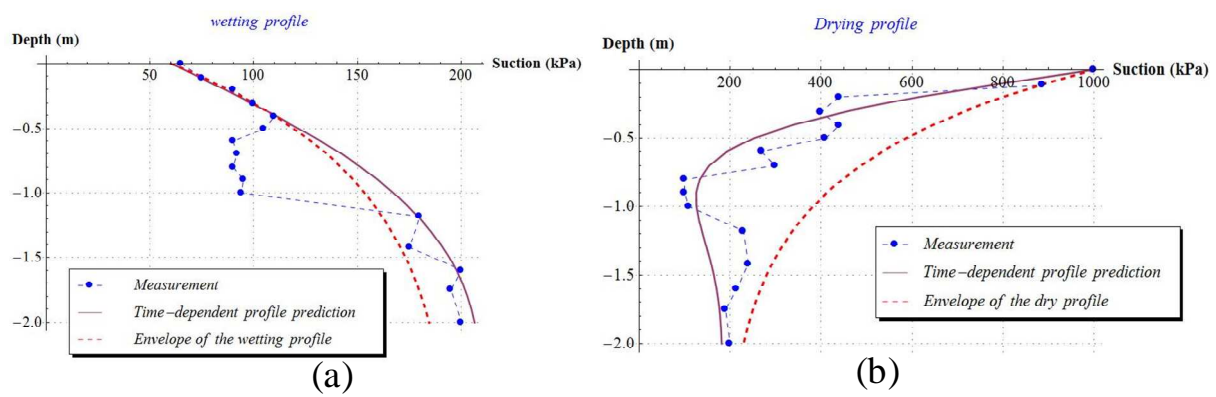 wetting profile
Depth (m)
50 100 150 200
Suction (kPa)
-0.5
-1.0
-1.5
-2.0
Measurement
Time-dependent profile prediction
Envelope of the wetting profile
(a)
Drying profile
Depth (m)
200 400 600 800 1000
Suction (kPa)
-0.5
-1.0
-1.5
-2.0
Measurement
Time-dependent profile prediction
Envelope of the dry profile
(b)